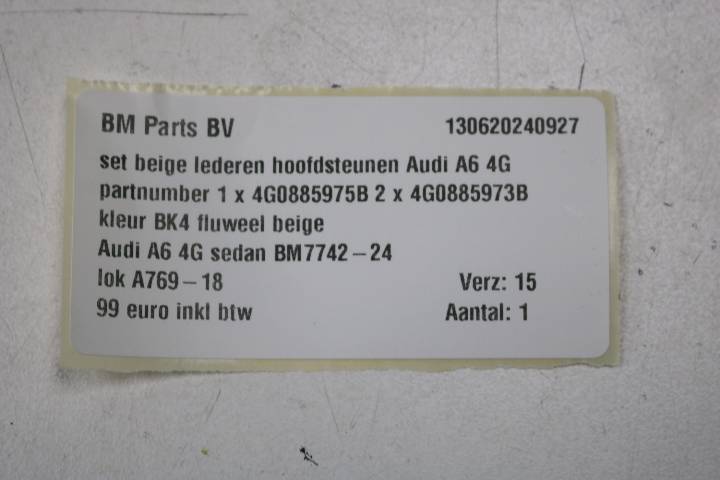 BM Parts BV 130620240927
set beige lederen hoofdsteunen Audi A6 4G
partnumber 1 x 4G0885975B 2 x 4G0885973B
kleur BK4 fluweel beige
Audi A6 4G sedan BM7742-24
lok A769-18 Verz: 15
99 euro inkl btw Aantal: 1